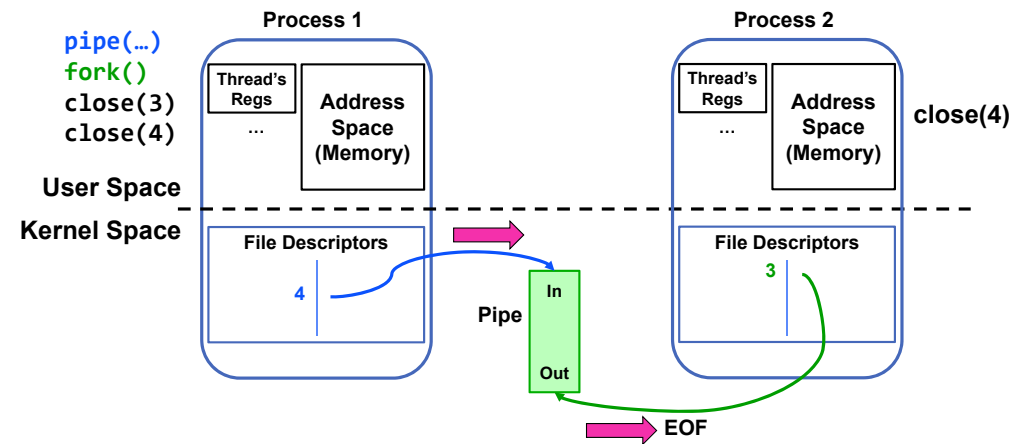 Process 1
Process 2
pipe(…)
fork()
close(3)
close(4)
Thread's
Regs
…
Address
Space
(Memory)
Thread's
Regs
…
Address
Space
(Memory)
close(4)
User Space
Kernel Space
File Descriptors
4
File Descriptors
3
Pipe
In
Out
EOF